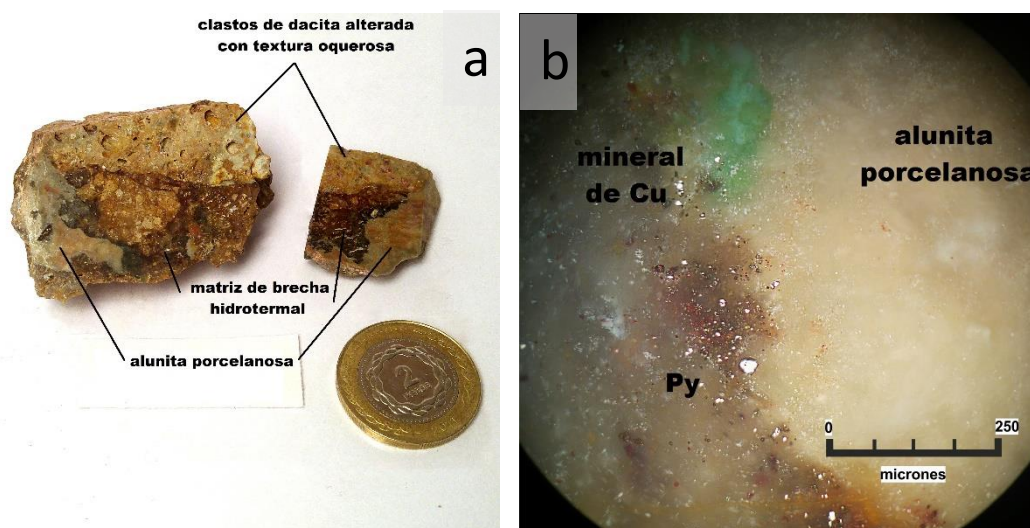 clastos de dacita alterada
con textura oquerosa
a
matriz de brecha
hidrotermal
alunita porcelanosa
2
b
mineral
de Cu
alunita
porcelanosa
Py
0
250
micrones